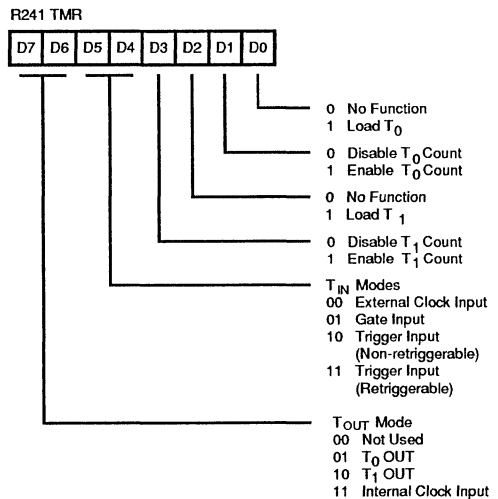 R241 TMR
D7 D6 D5 D4 D3 D2 D1 D0
0 No Function
1 Load T0
0 Disable T0 Count
1 Enable T0 Count
0 No Function
1 Load T1
0 Disable T1 Count
1 Enable T1 Count
TIN Modes
00 External Clock Input
01 Gate Input
10 Trigger Input
(Non-retriggerable)
11 Trigger Input
(Retriggerable)
TOUT Mode
00 Not Used
01 T0 OUT
10 T1 OUT
11 Internal Clock Input